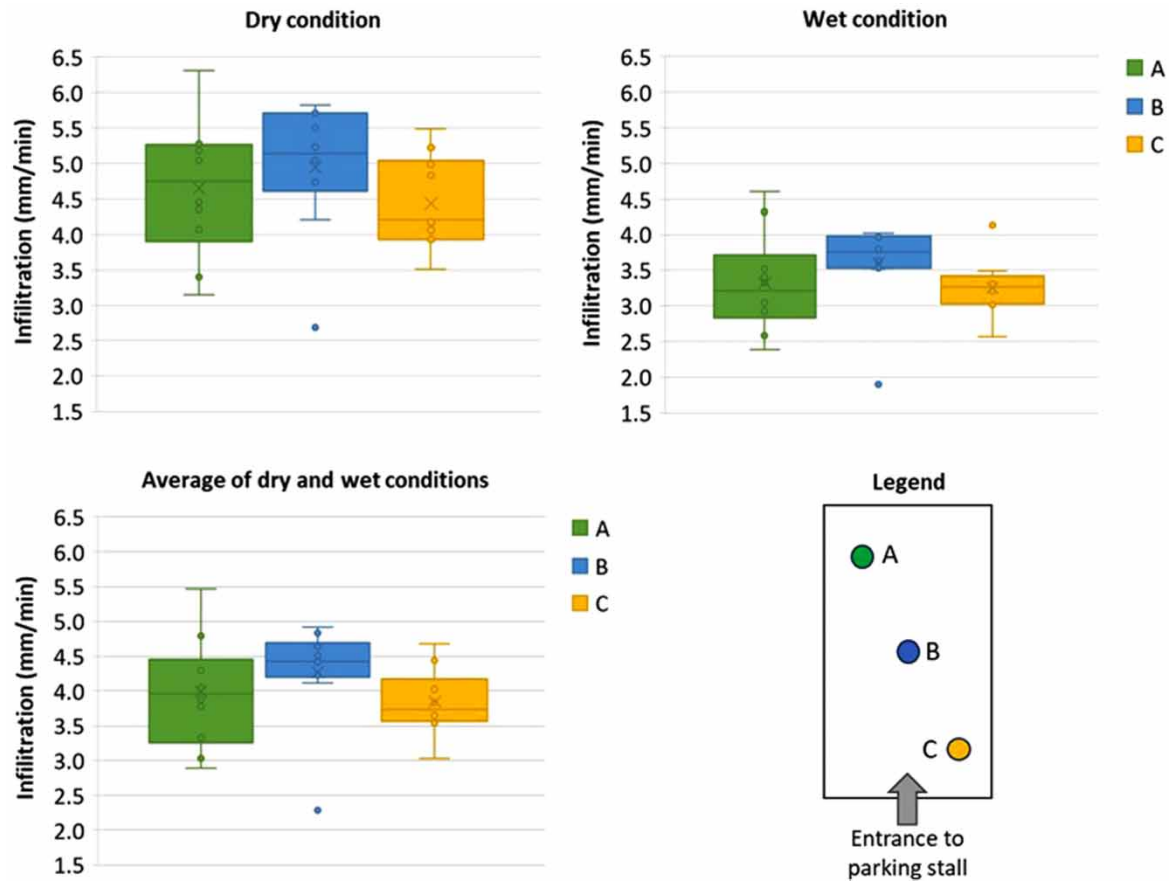 Dry condition
6.5
6.0
5.5
5.0
4.5
4.0
3.5
3.0
2.5
2.0
1.5
Infilitration (mm/min)
Wet condition
6.5
6.0
5.5
5.0
4.5
4.0
3.5
3.0
2.5
2.0
1.5
Infilitration (mm/min)
A
B
C
Average of dry and wet conditions
6.5
6.0
5.5
5.0
4.5
4.0
3.5
3.0
2.5
2.0
1.5
Infilitration (mm/min)
A
B
C
Legend
A
B
C
Entrance to
parking stall